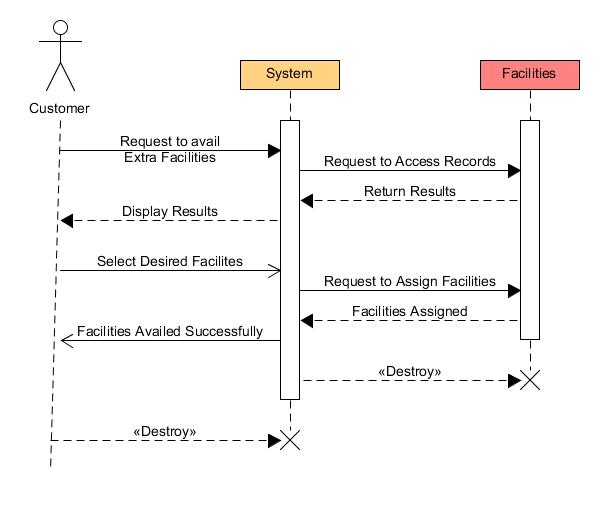 System
Facilities
Customer
Request to avail
Extra Facilities
Request to Access Records
Return Results
Display Results
Select Desired Facilites
Request to Assign Facilities
Facilities Assigned
Facilities Availed Successfully
«Destroy»
«Destroy»